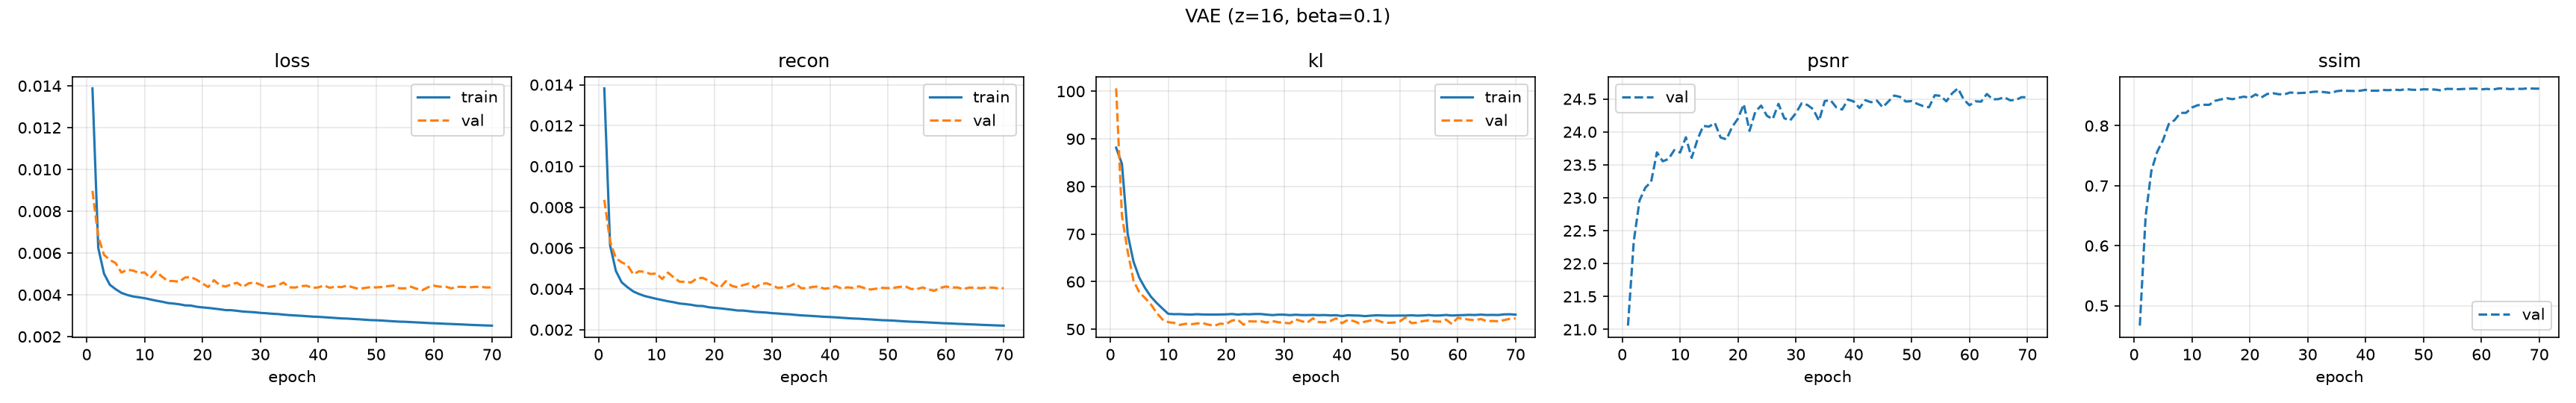 VAE (z=16, beta=0.1)
loss
0.014
0.012
0.010
0.008
0.006
0.004
0.002
0 10 20 30 40 50 60 70
epoch
train
val
recon
0.014
0.012
0.010
0.008
0.006
0.004
0.002
0 10 20 30 40 50 60 70
epoch
train
val
kl
100
90
80
70
60
50
0 10 20 30 40 50 60 70
epoch
train
val
psnr
24.5
24.0
23.5
23.0
22.5
22.0
21.5
21.0
0 10 20 30 40 50 60 70
epoch
val
ssim
0.8
0.7
0.6
0.5
0 10 20 30 40 50 60 70
epoch
val